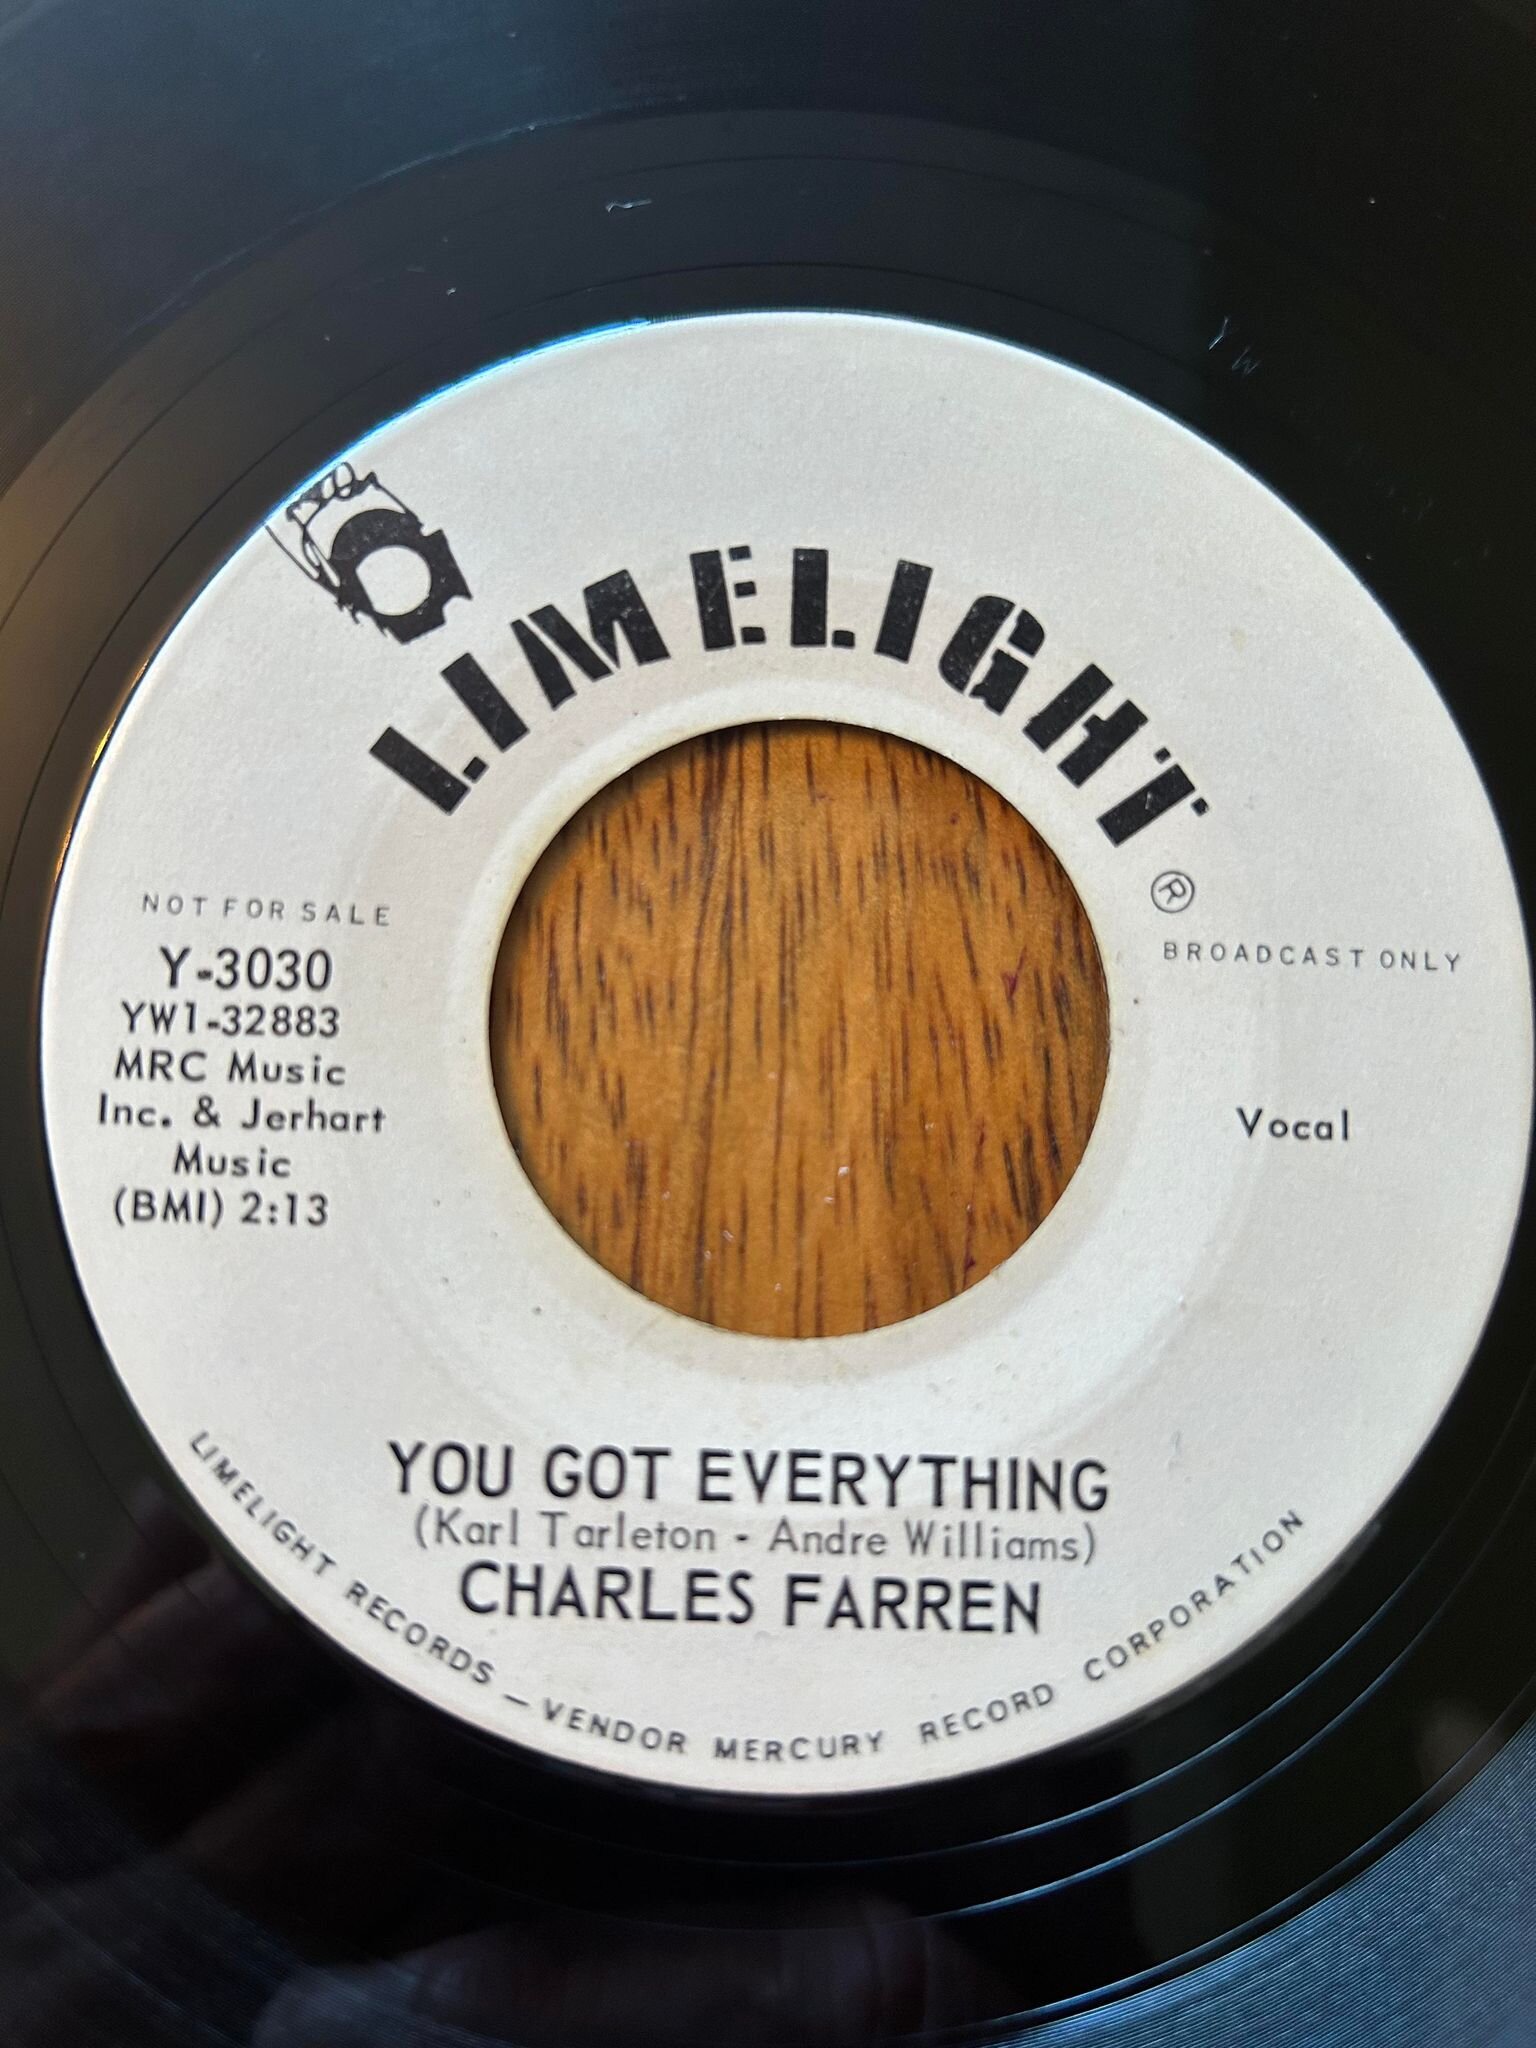 LIMELIGHT
®
NOT FOR SALE
BROADCAST ONLY
Y-3030
YW1-32883
MRC Music
Inc. & Jerhart
Music
(BMI) 2:13
Vocal
YOU GOT EVERYTHING
(Karl Tarleton - Andre Williams)
CHARLES FARREN
LIMELIGHT RECORDS — VENDOR MERCURY RECORD CORPORATION